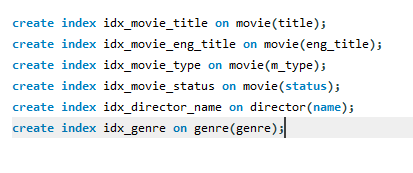 create index idx_movie_title on movie(title);
create index idx_movie_eng_title on movie(eng_title);
create index idx_movie_type on movie(m_type);
create index idx_movie_status on movie(status);
create index idx_director_name on director(name);
create index idx_genre on genre(genre);